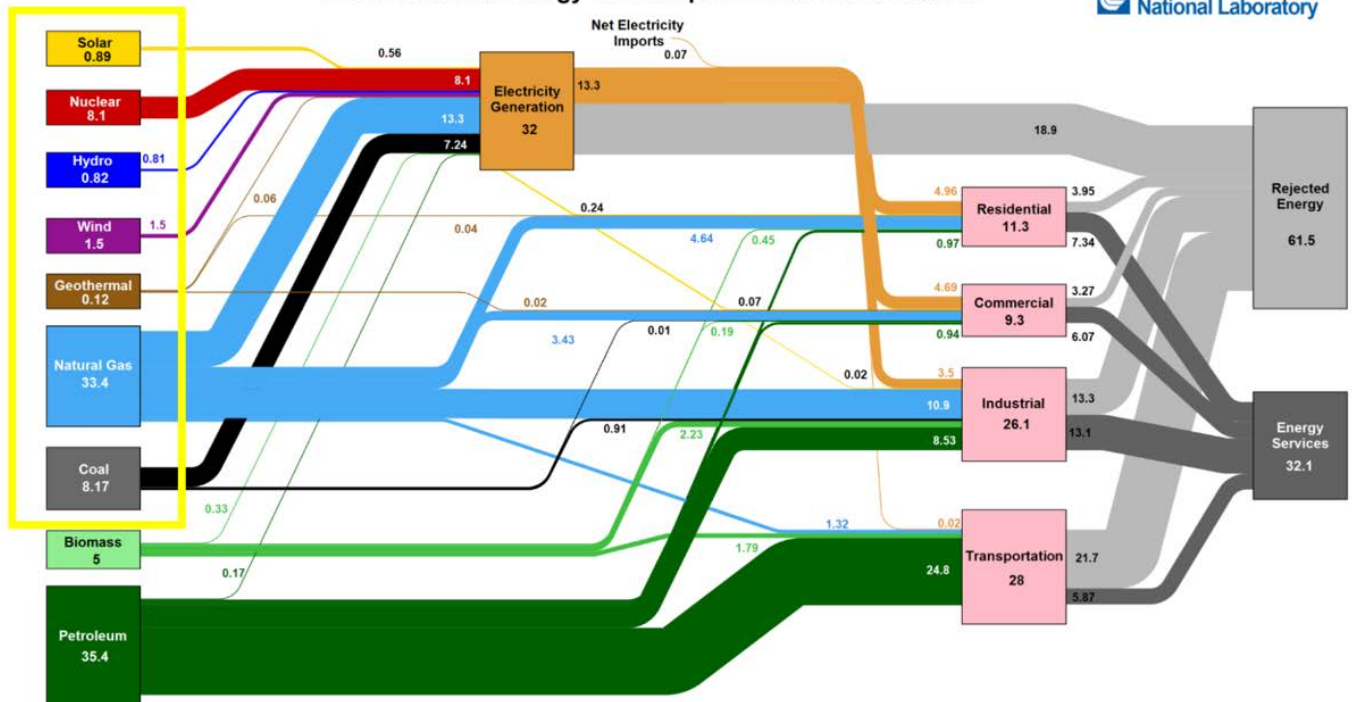 National Laboratory
Net Electricity
Imports
0.07
Solar
0.89
0.56
Nuclear
8.1
8.1
Electricity
Generation
32
13.3
13.3
7.24
18.9
Hydro
0.82
0.81
Wind
1.5
1.5
Geothermal
0.12
0.06
0.04
0.24
4.64
0.45
4.96
0.97
Residential
11.3
3.95
7.34
Rejected
Energy
61.5
Natural Gas
33.4
0.02
3.43
0.01
0.07
0.19
4.69
0.94
Commercial
9.3
3.27
6.07
0.02
3.5
10.9
8.53
Industrial
26.1
13.3
13.1
Energy
Services
32.1
Coal
8.17
0.91
2.23
0.33
Biomass
5
1.79
1.32
0.02
24.8
Transportation
28
21.7
5.87
0.17
Petroleum
35.4